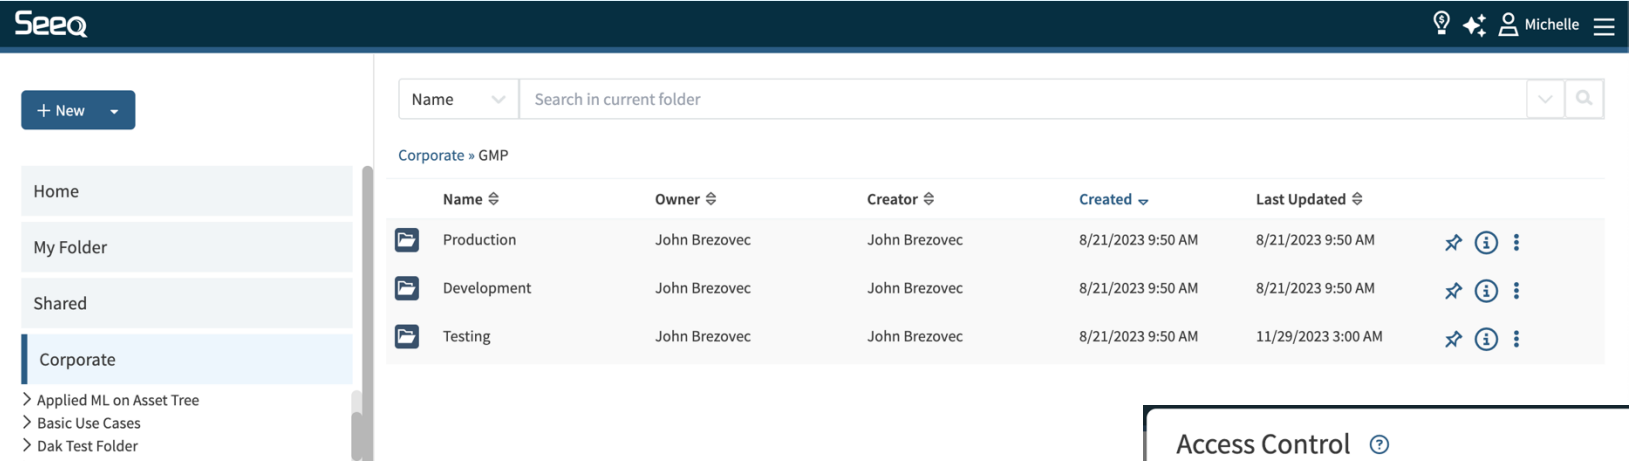 Seeq
Michelle
+ New
Name
Search in current folder
Corporate » GMP
Home
My Folder
Shared
Corporate
Applied ML on Asset Tree
Basic Use Cases
Dak Test Folder
Name Owner Creator Created Last Updated
Production John Brezovec John Brezovec 8/21/2023 9:50 AM 8/21/2023 9:50 AM
Development John Brezovec John Brezovec 8/21/2023 9:50 AM 8/21/2023 9:50 AM
Testing John Brezovec John Brezovec 8/21/2023 9:50 AM 11/29/2023 3:00 AM
Access Control